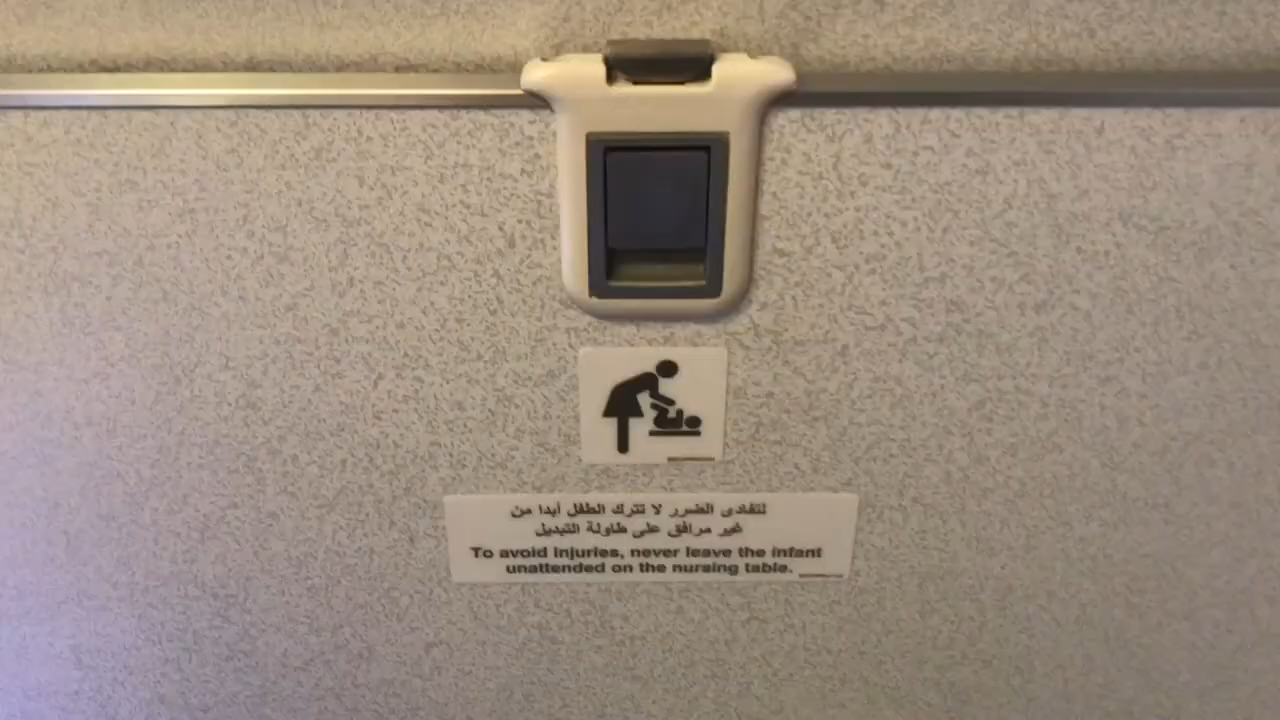 لتفادى الضرر لا تترك الطفل أبدا من
غير مرافق على طاولة التبديل
To avoid injuries, never leave the infant
unattended on the nursing table.